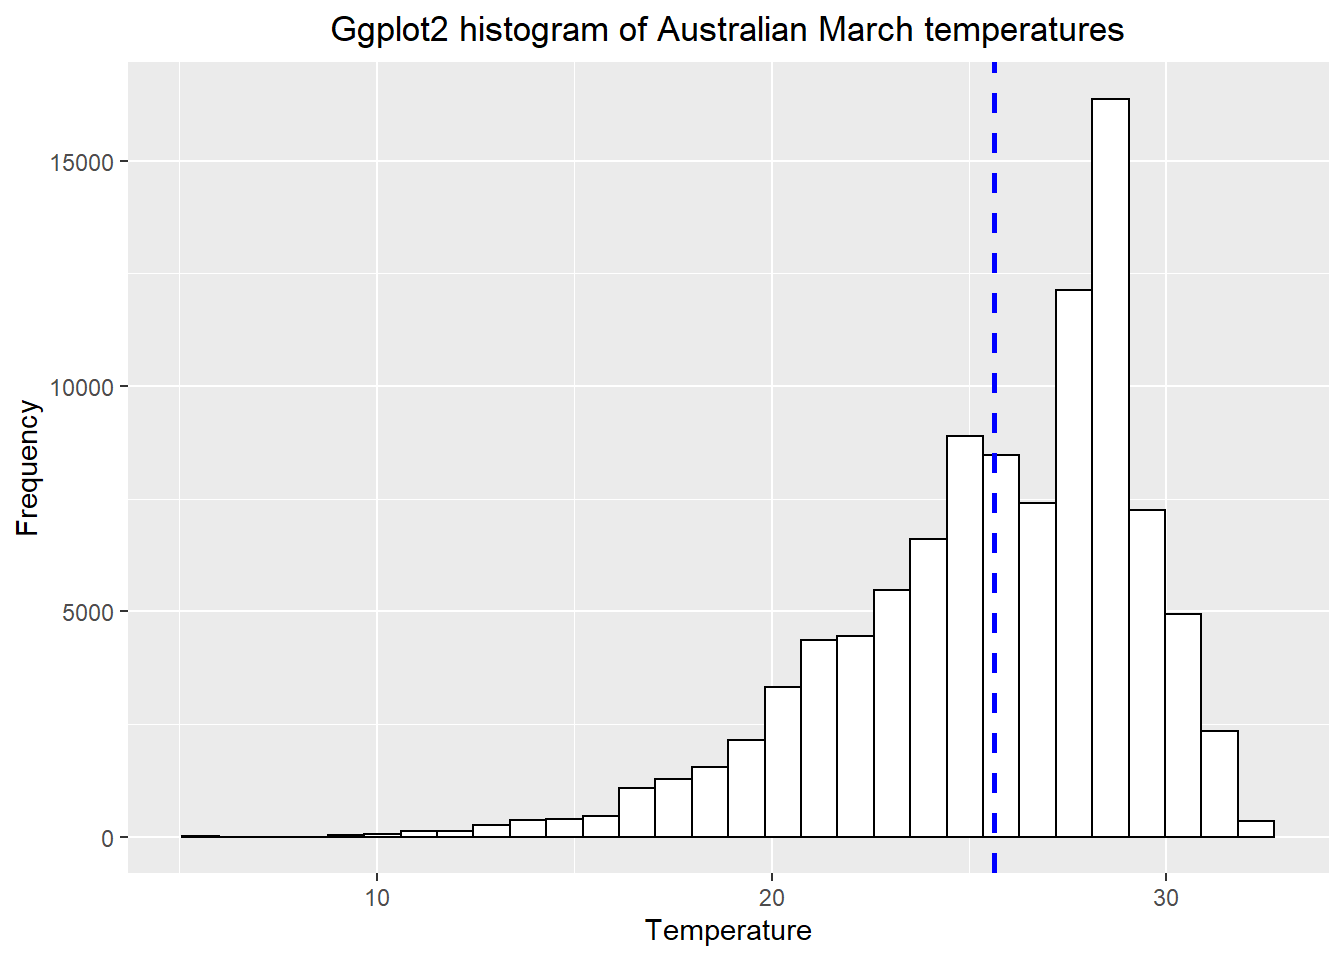 Ggplot2 histogram of Australian March temperatures
15000
10000
5000
0
Frequency
10 20 30
Temperature